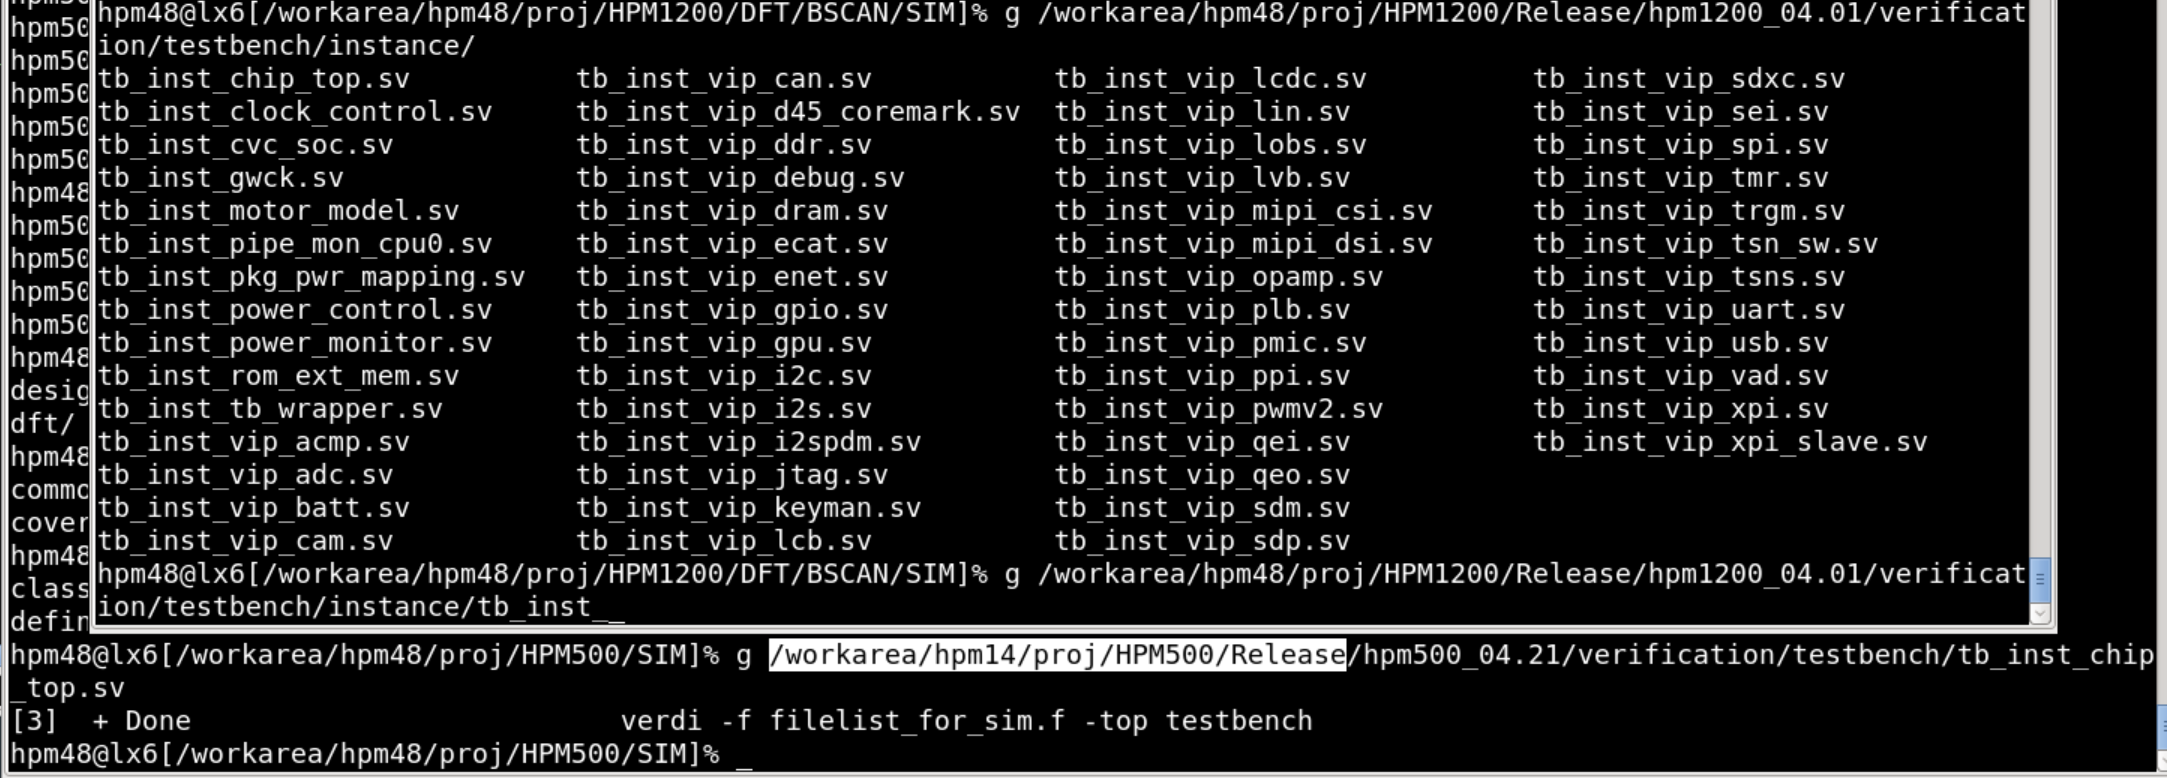 hpm48@lx6[/workarea/hpm48/proj/HPM1200/DFT/BSCAN/SIM]% g /workarea/hpm48/proj/HPM1200/Release/hpm1200_04.01/verificat
ion/testbench/instance/
tb_inst_chip_top.sv tb_inst_vip_can.sv tb_inst_vip_lcdc.sv tb_inst_vip_sdxc.sv
tb_inst_clock_control.sv tb_inst_vip_d45_coremark.sv tb_inst_vip_lin.sv tb_inst_vip_sei.sv
tb_inst_cvc_soc.sv tb_inst_vip_ddr.sv tb_inst_vip_lobs.sv tb_inst_vip_spi.sv
tb_inst_gwck.sv tb_inst_vip_debug.sv tb_inst_vip_lvb.sv tb_inst_vip_tmr.sv
tb_inst_motor_model.sv tb_inst_vip_dram.sv tb_inst_vip_mipi_csi.sv tb_inst_vip_trgm.sv
tb_inst_pipe_mon_cpu0.sv tb_inst_vip_ecat.sv tb_inst_vip_mipi_dsi.sv tb_inst_vip_tsn_sw.sv
tb_inst_pkg_pwr_mapping.sv tb_inst_vip_enet.sv tb_inst_vip_opamp.sv tb_inst_vip_tsns.sv
tb_inst_power_control.sv tb_inst_vip_gpio.sv tb_inst_vip_plb.sv tb_inst_vip_uart.sv
tb_inst_power_monitor.sv tb_inst_vip_gpu.sv tb_inst_vip_pmic.sv tb_inst_vip_usb.sv
tb_inst_rom_ext_mem.sv tb_inst_vip_i2c.sv tb_inst_vip_ppi.sv tb_inst_vip_vad.sv
tb_inst_tb_wrapper.sv tb_inst_vip_i2s.sv tb_inst_vip_pwmv2.sv tb_inst_vip_xpi.sv
tb_inst_vip_acmp.sv tb_inst_vip_i2spdm.sv tb_inst_vip_qei.sv tb_inst_vip_xpi_slave.sv
tb_inst_vip_adc.sv tb_inst_vip_jtag.sv tb_inst_vip_qeo.sv
tb_inst_vip_batt.sv tb_inst_vip_keyman.sv tb_inst_vip_sdm.sv
tb_inst_vip_cam.sv tb_inst_vip_lcb.sv tb_inst_vip_sdp.sv
hpm48@lx6[/workarea/hpm48/proj/HPM1200/DFT/BSCAN/SIM]% g /workarea/hpm48/proj/HPM1200/Release/hpm1200_04.01/verificat
ion/testbench/instance/tb_inst_
hpm50
hpm50
hpm50
hpm50
hpm50
hpm48
hpm50
hpm50
hpm50
hpm50
hpm48
desig
dft/
hpm48
commo
cover
hpm48
class
defin
hpm48@lx6[/workarea/hpm48/proj/HPM500/SIM]% g /workarea/hpm14/proj/HPM500/Release/hpm500_04.21/verification/testbench/tb_inst_chip
_top.sv
[3] + Done verdi -f filelist_for_sim.f -top testbench
hpm48@lx6[/workarea/hpm48/proj/HPM500/SIM]% _